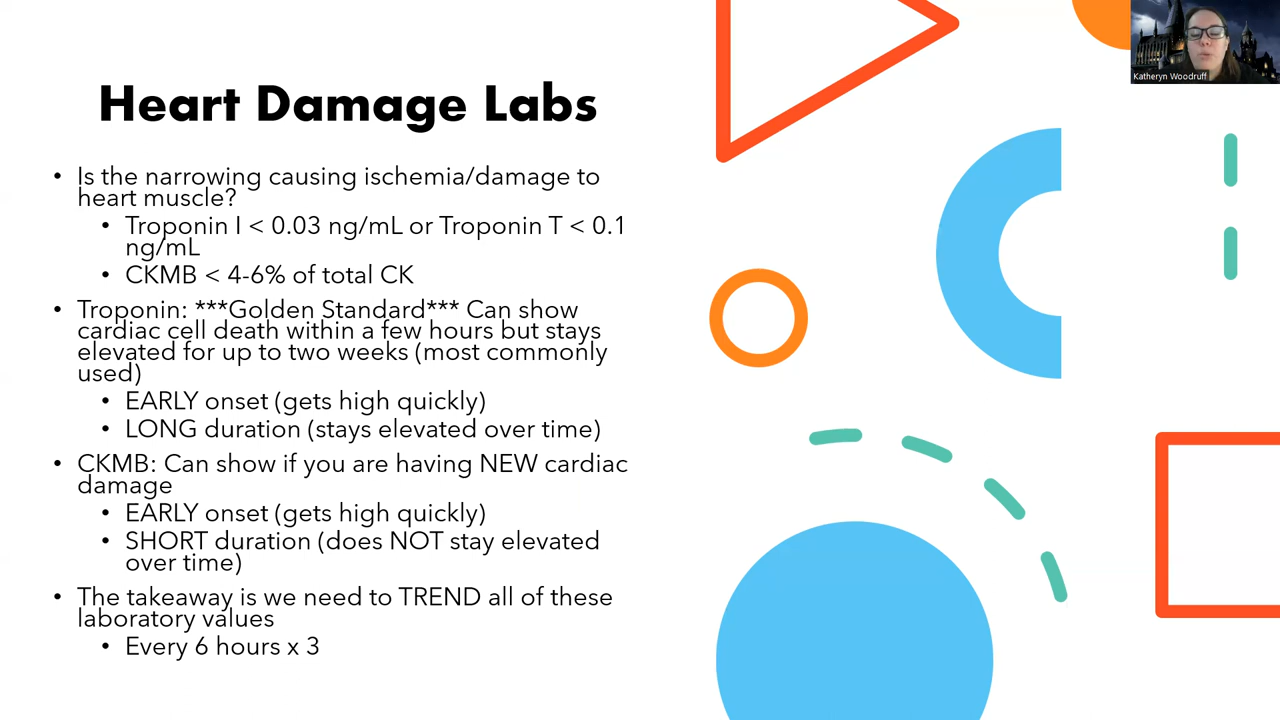 Heart Damage Labs
• Is the narrowing causing ischemia/damage to
heart muscle?
• Troponin I < 0.03 ng/mL or Troponin T < 0.1
ng/mL
• CKMB < 4-6% of total CK
• Troponin: ***Golden Standard*** Can show
cardiac cell death within a few hours but stays
elevated for up to two weeks (most commonly
used)
• EARLY onset (gets high quickly)
• LONG duration (stays elevated over time)
• CKMB: Can show if you are having NEW cardiac
damage
• EARLY onset (gets high quickly)
• SHORT duration (does NOT stay elevated
over time)
• The takeaway is we need to TREND all of these
laboratory values
• Every 6 hours x 3
Katheryn Woodruff